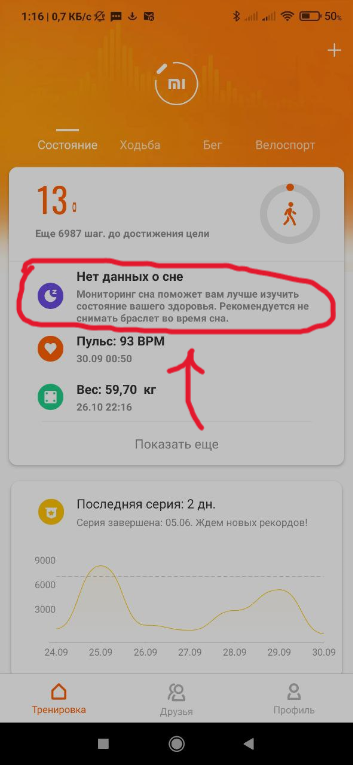 1:16 | 0,7 КБ/с
50%
mi
Состояние Ходьба Бег Велоспорт
13
Еще 6987 шаг. до достижения цели
Нет данных о сне
Мониторинг сна поможет вам лучше изучить
состояние вашего здоровья. Рекомендуется не
снимать браслет во время сна.
Пульс: 93 BPM
30.09 00:50
Вес: 59,70 кг
26.10 22:16
Показать еще
Последняя серия: 2 дн.
Серия завершена: 05.06. Ждем новых рекордов!
9000
6000
3000
24.09 25.09 26.09 27.09 28.09 29.09 30.09
Тренировка Друзья Профиль